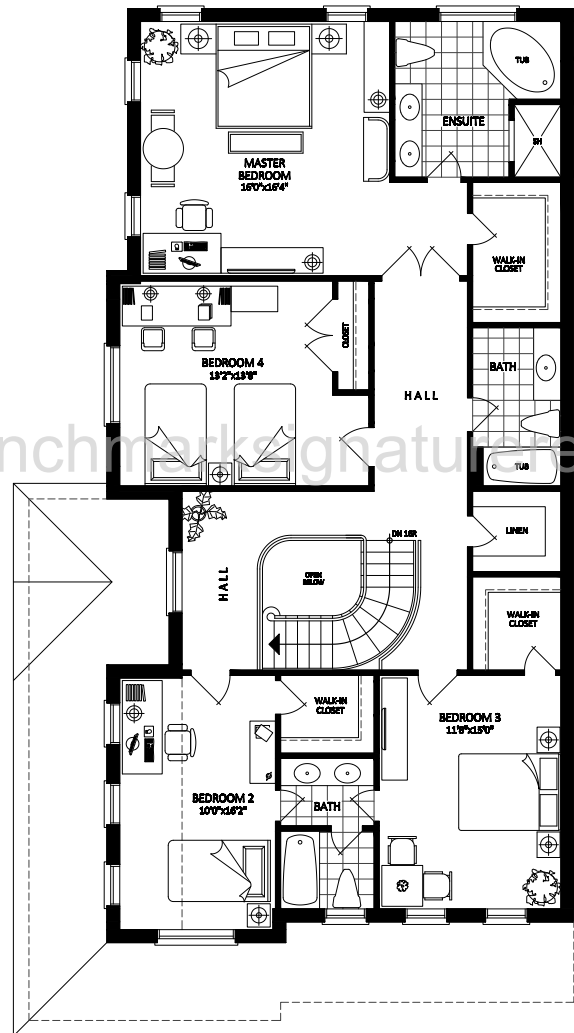 TUB
ENSUITE
SH
MASTER
BEDROOM
16'0"x16'4"
WALK-IN
CLOSET
BEDROOM 4
13'2"x13'8"
CLOSET
BATH
HALL
nchmarksignaturere
TUB
DN 16R
LINEN
OPEN
BELOW
HALL
WALK-IN
CLOSET
WALK-IN
CLOSET
BEDROOM 3
11'8"x15'0"
BEDROOM 2
10'0"x16'2"
BATH